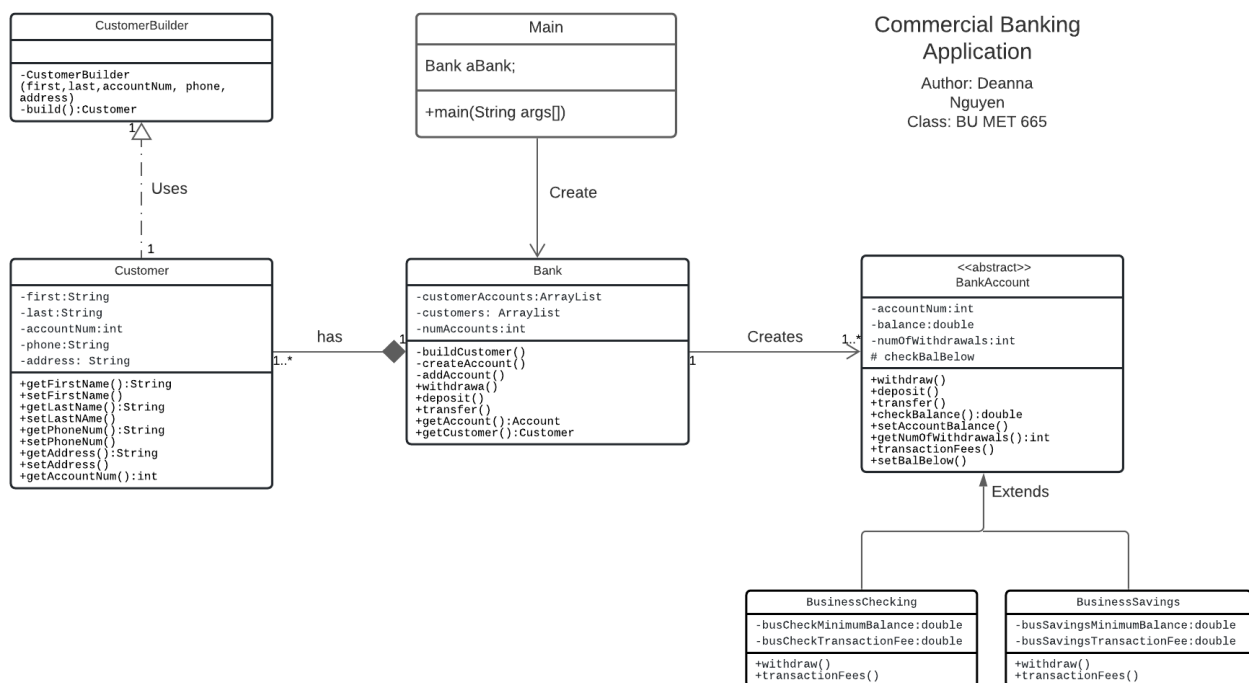 CustomerBuilder
-CustomerBuilder
(first,last,accountNum, phone,
address)
-build():Customer
1
Uses
1
Main
Bank aBank;
+main(String args[])
Create
Commercial Banking
Application
Author: Deanna
Nguyen
Class: BU MET 665
Customer
-first:String
-last:String
-accountNum:int
-phone:String
-address: String
+getFirstName():String
+setFirstName()
+getLastName():String
+setLastNAme()
+getPhoneNum():String
+setPhoneNum()
+getAddress():String
+setAddress()
+getAccountNum():int
has
1..*
1
Bank
-customerAccounts:ArrayList
-customers: Arraylist
-numAccounts:int
-buildCustomer()
-createAccount()
-addAccount()
+withdrawa()
+deposit()
+transfer()
+getAccount():Account
+getCustomer():Customer
Creates
1
1..*
<<abstract>>
BankAccount
-accountNum:int
-balance:double
-numOfWithdrawals:int
# checkBalBelow
+withdraw()
+deposit()
+transfer()
+checkBalance():double
+setAccountBalance()
+getNumOfWithdrawals():int
+transactionFees()
+setBalBelow()
Extends
BusinessChecking
-busCheckMinimumBalance:double
-busCheckTransactionFee:double
+withdraw()
+transactionFees()
BusinessSavings
-busSavingsMinimumBalance:double
-busSavingsTransactionFee:double
+withdraw()
+transactionFees()